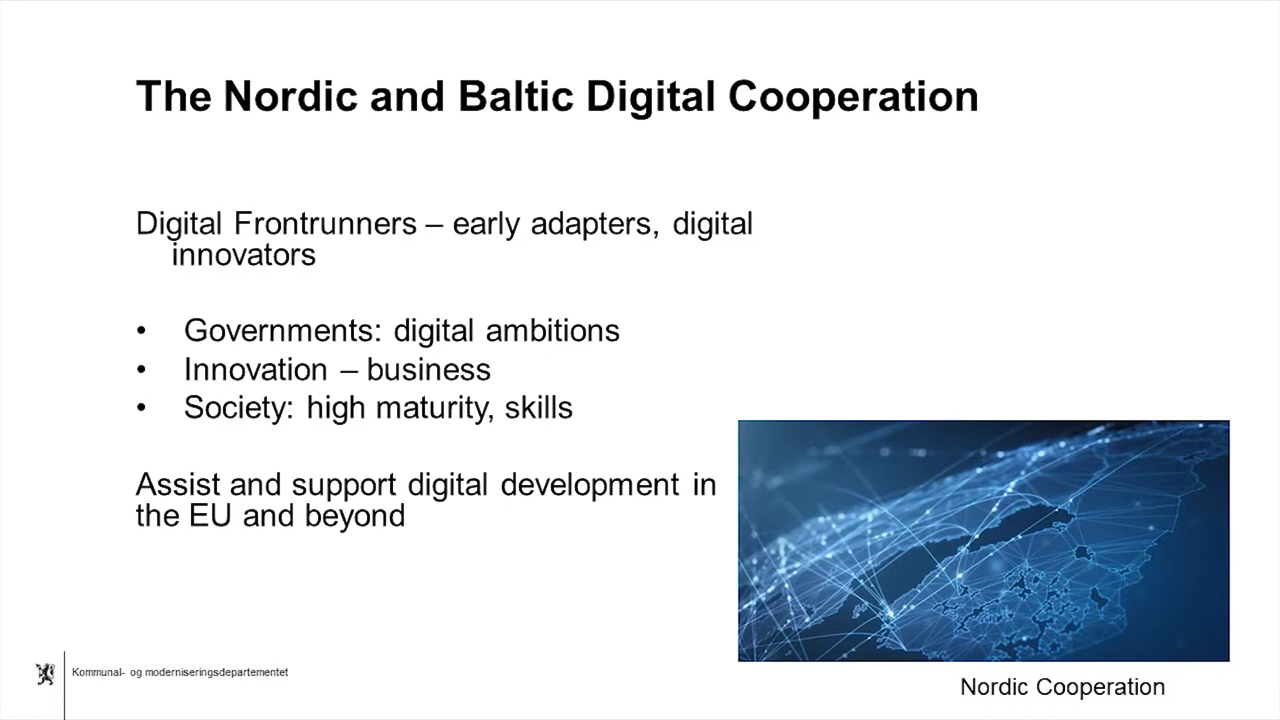 The Nordic and Baltic Digital Cooperation
Digital Frontrunners – early adapters, digital
innovators
• Governments: digital ambitions
• Innovation – business
• Society: high maturity, skills
Assist and support digital development in
the EU and beyond
Kommunal- og moderniseringsdepartementet
Nordic Cooperation